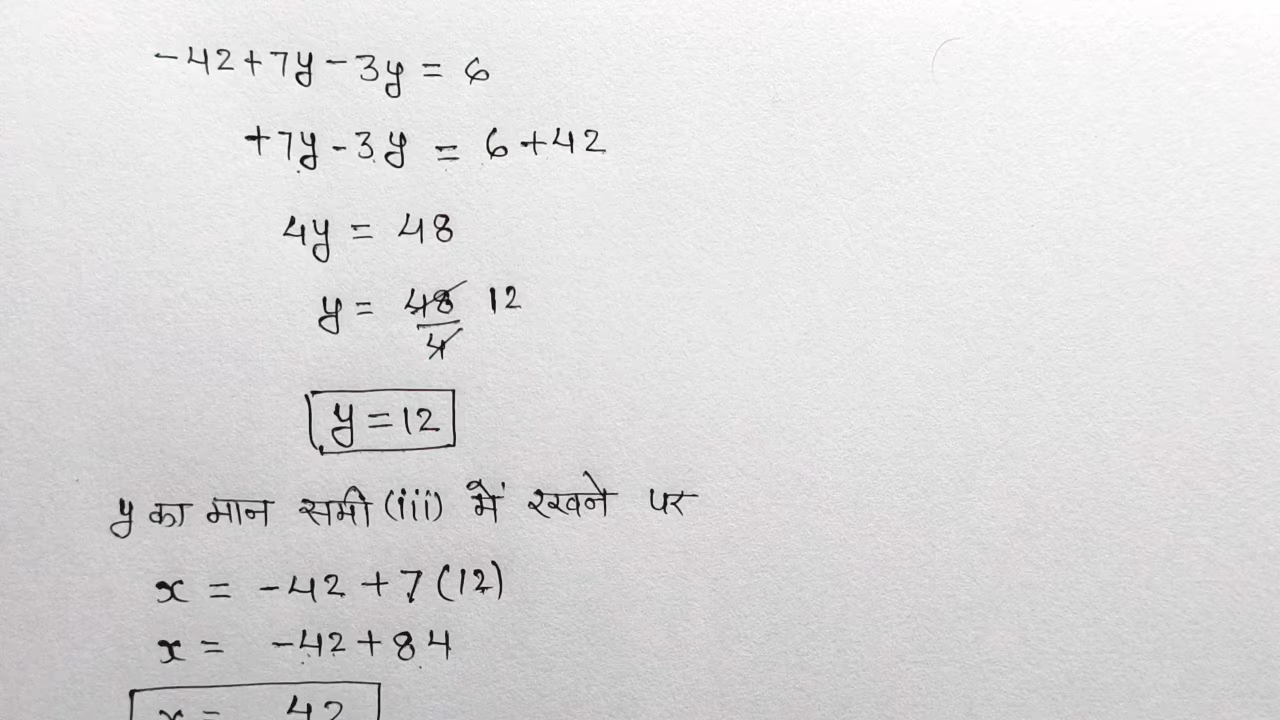 -42+7y-3y = 6
+7y-3y = 6+42
4y = 48
y = 48/4 12
y=12
y का मान समी (iii) में रखने पर
x = -42+7(12)
x = -42+84
x = 42